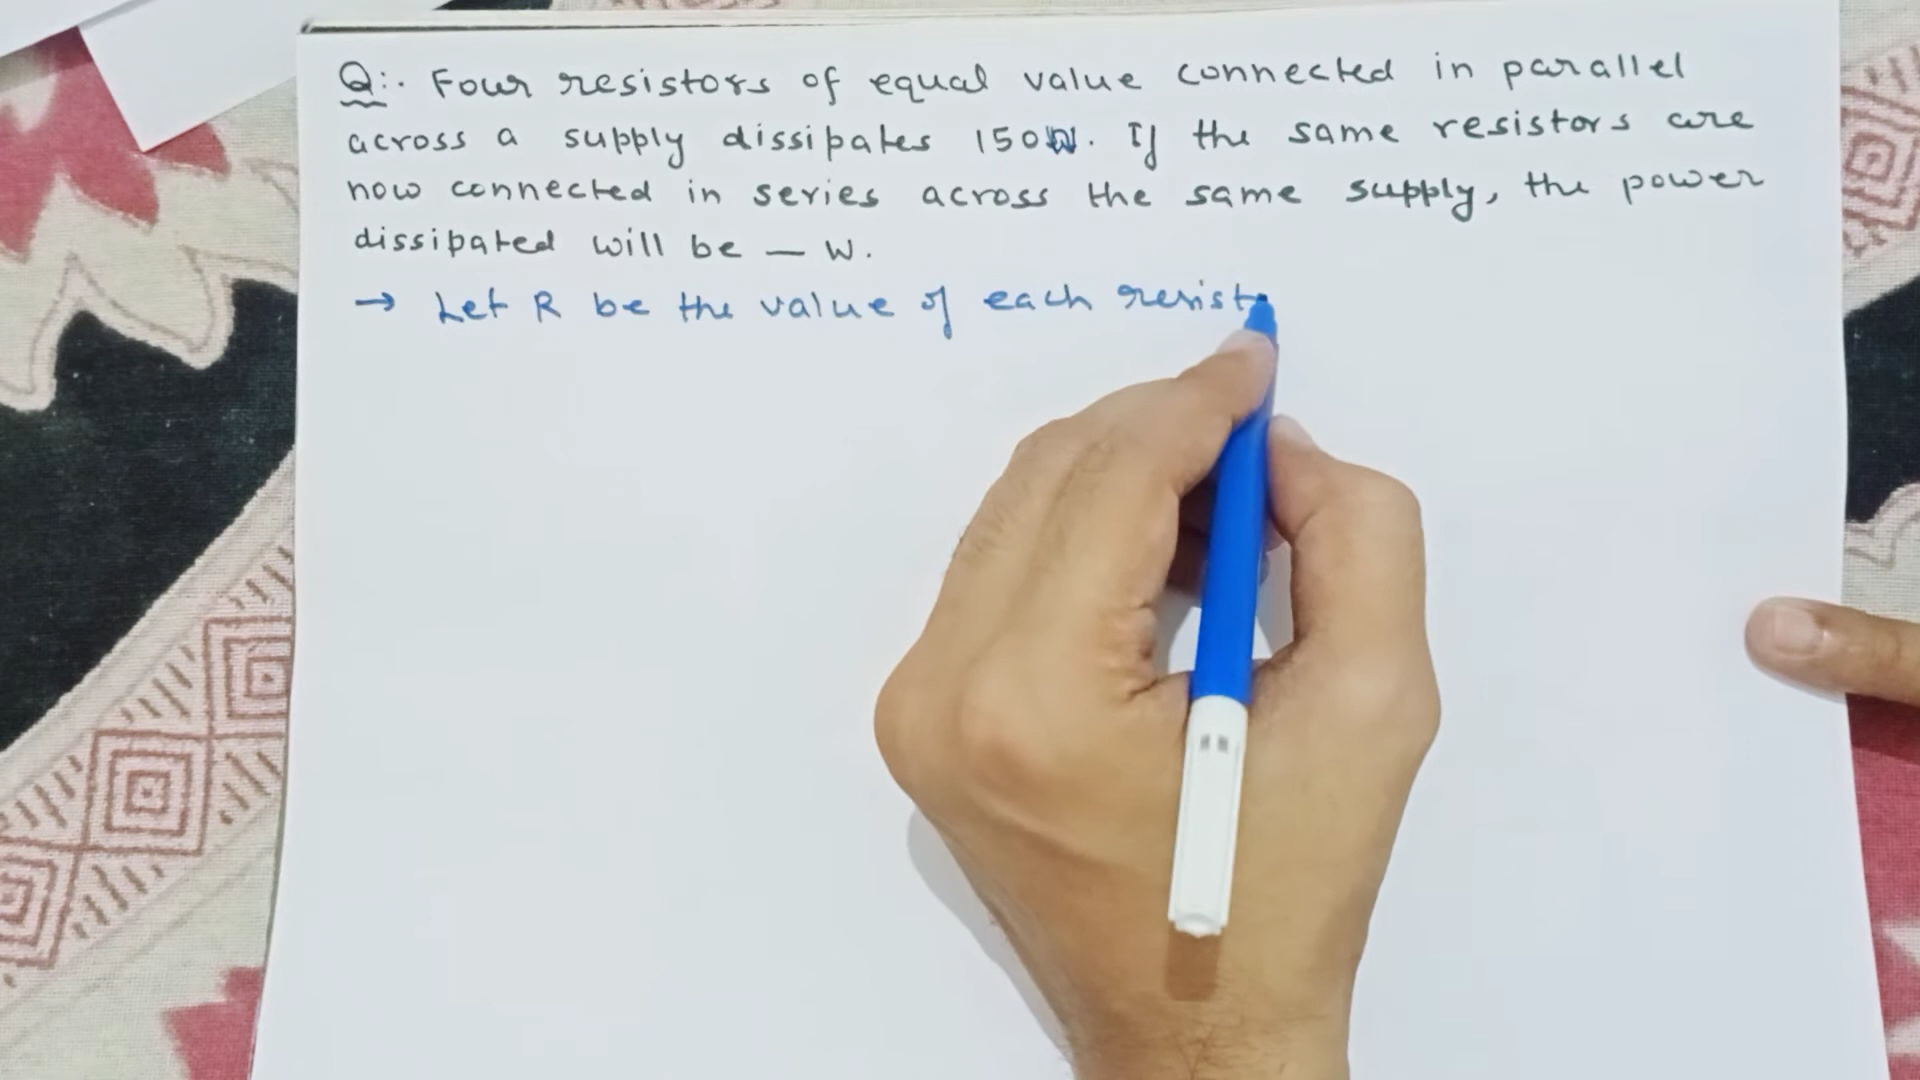 Q:- Four resistors of equal value connected in parallel
across a supply dissipates 150W. If the same resistors are
now connected in series across the same supply, the power
dissipated will be — W.
→ Let R be the value of each resist